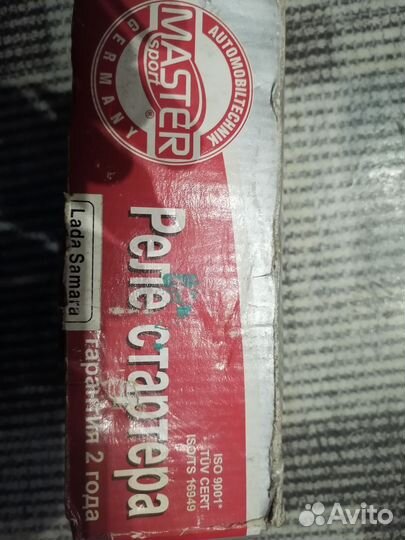 AUTOMOBILTECHNIK
MASTER
sport
®
GERMANY
Реле стартера
Lada Samara
гарантия 2 года
ISO 9001*
TÜV CERT
ISO/TS 16949
Avito